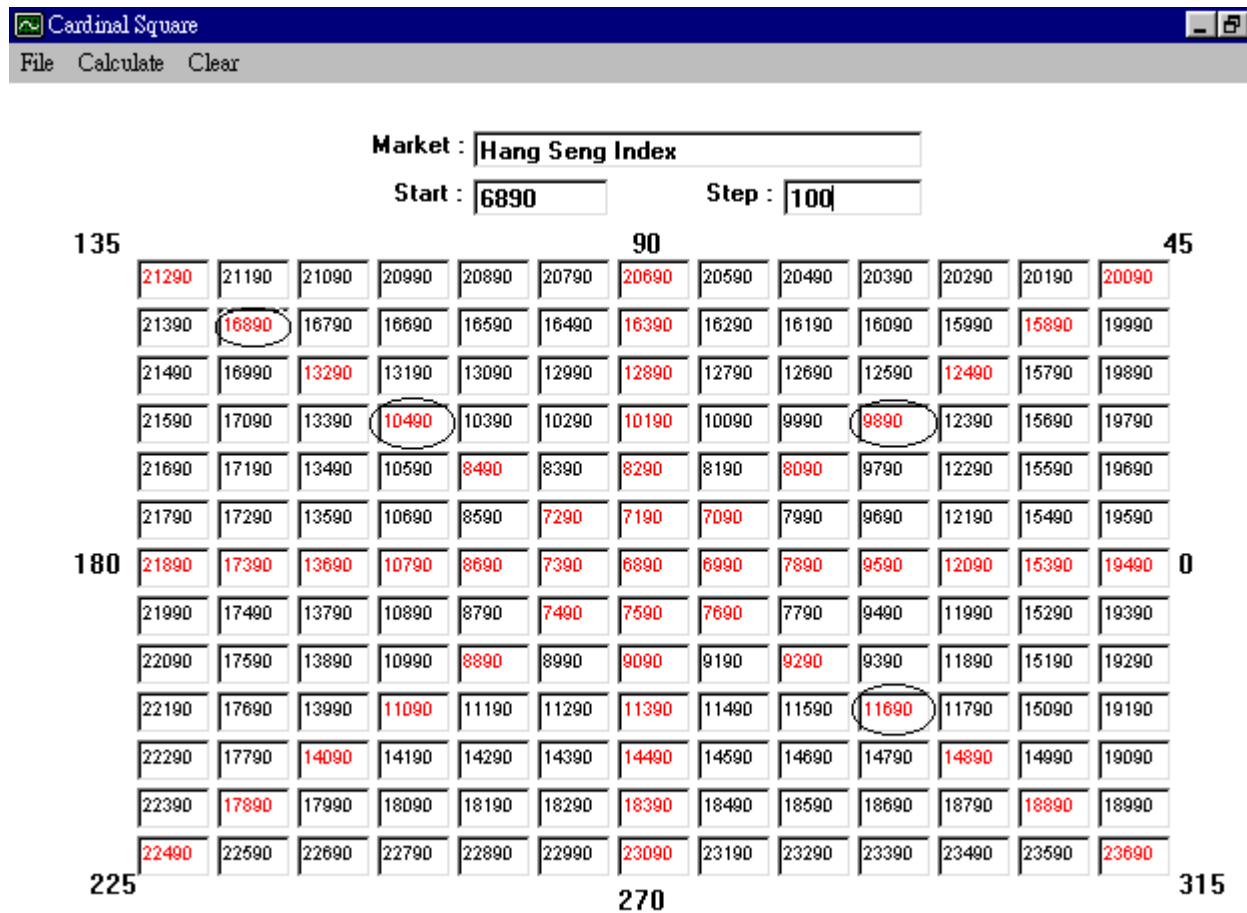 Cardinal Square
File Calculate Clear
Market : Hang Seng Index
Start : 6890 Step : 100
135 90 45
21290 21190 21090 20990 20890 20790 20690 20590 20490 20390 20290 20190 20090
21390 16890 16790 16690 16590 16490 16390 16290 16190 16090 15990 15890 19990
21490 16990 13290 13190 13090 12990 12890 12790 12690 12590 12490 15790 19890
21590 17090 13390 10490 10390 10290 10190 10090 9990 9890 12390 15690 19790
21690 17190 13490 10590 8490 8390 8290 8190 8090 9790 12290 15590 19690
21790 17290 13590 10690 8590 7290 7190 7090 7990 9690 12190 15490 19590
180 21890 17390 13690 10790 8690 7390 6890 6990 7890 9590 12090 15390 19490 0
21990 17490 13790 10890 8790 7490 7590 7690 7790 9490 11990 15290 19390
22090 17590 13890 10990 8890 8990 9090 9190 9290 9390 11890 15190 19290
22190 17690 13990 11090 11190 11290 11390 11490 11590 11690 11790 15090 19190
22290 17790 14090 14190 14290 14390 14490 14590 14690 14790 14890 14990 19090
22390 17890 17990 18090 18190 18290 18390 18490 18590 18690 18790 18890 18990
22490 22590 22690 22790 22890 22990 23090 23190 23290 23390 23490 23590 23690
225 270 315